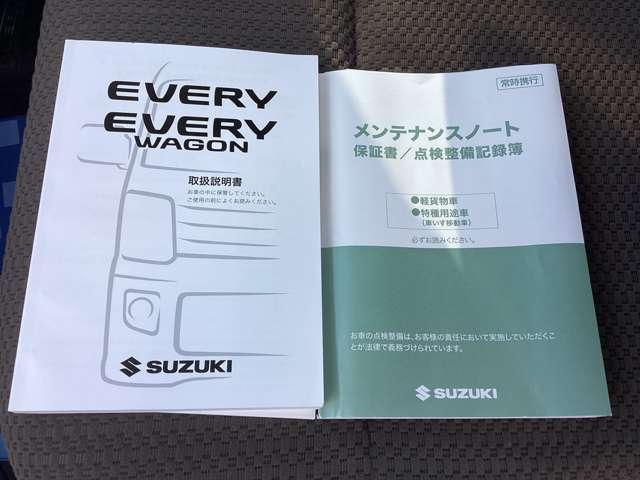 EVERY
EVERY
WAGON
取扱説明書
お車の中に保管してください。
ご使用の前によくお読みください。
SUZUKI
常時携行
メンテナンスノート
保証書／点検整備記録簿
●軽貨物車
●特種用途車
（車いす移動車）
必ずお読みください。
お車の点検整備は、お客様の責任において実施していただくこ
とが法律で義務づけられています。
SUZUKI